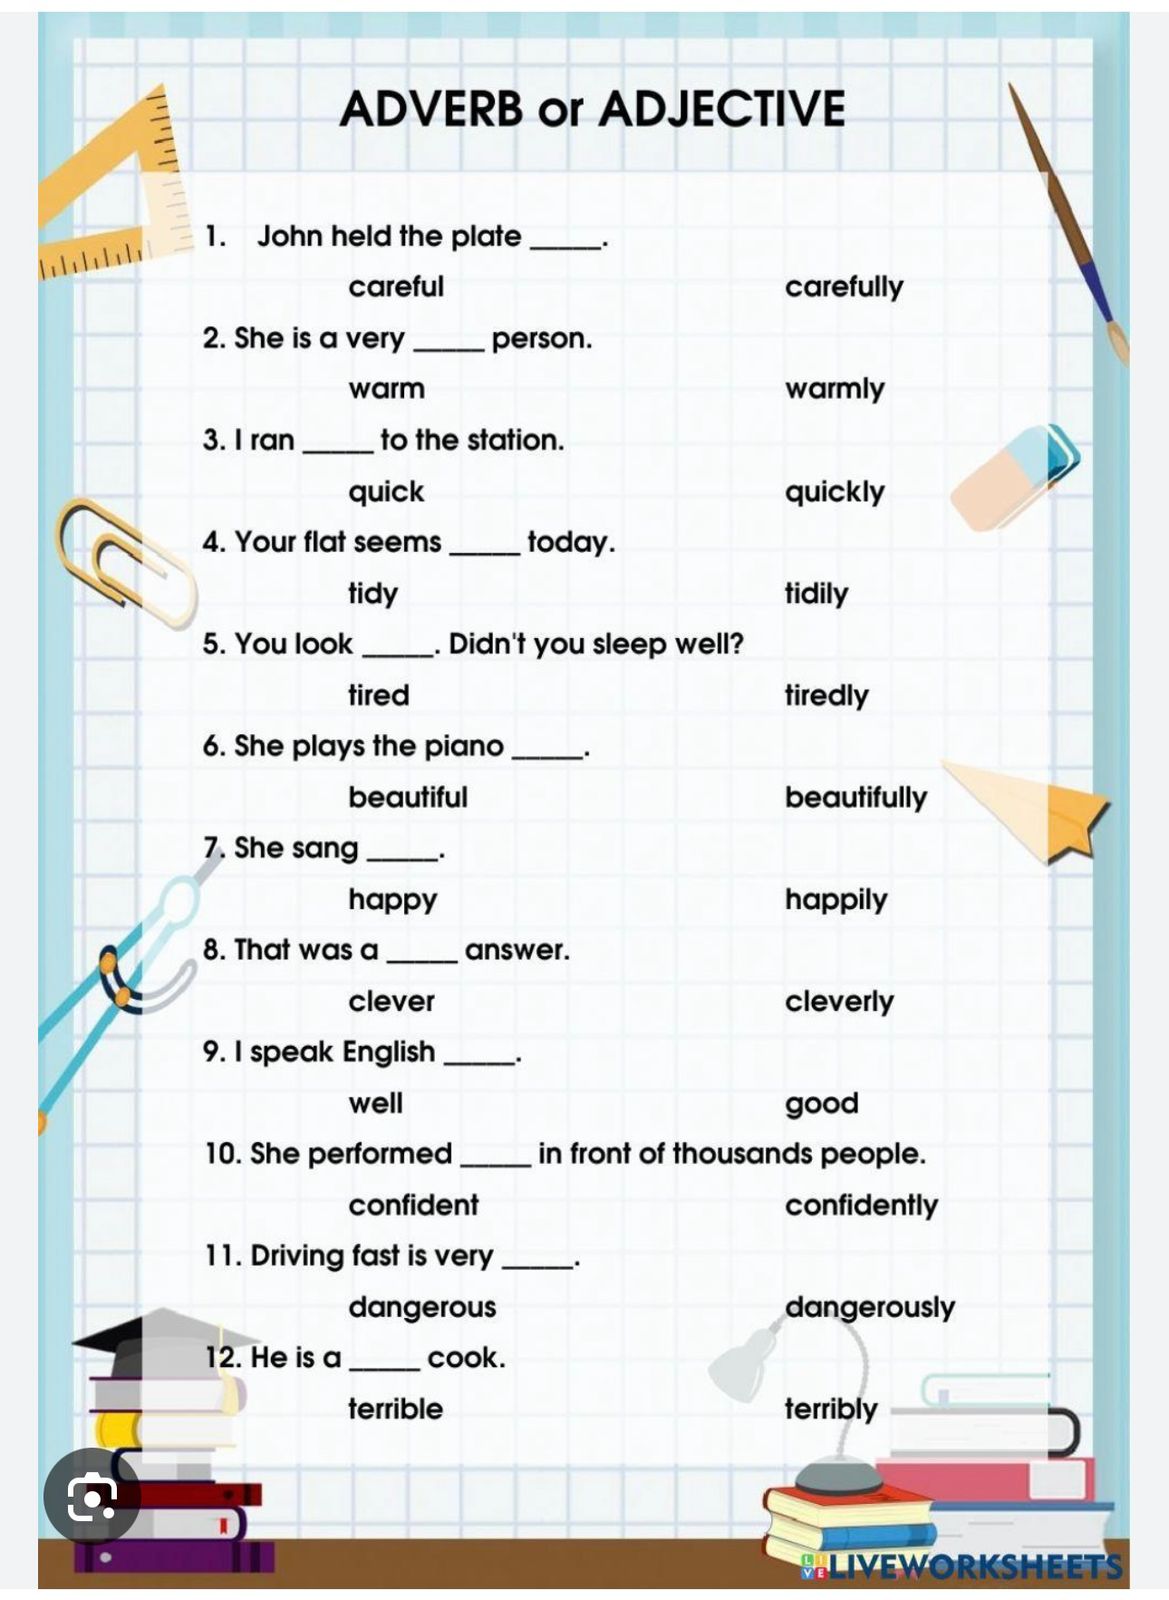 ADVERB or ADJECTIVE
1. John held the plate _____.
careful carefully
2. She is a very _____ person.
warm warmly
3. I ran _____ to the station.
quick quickly
4. Your flat seems _____ today.
tidy tidily
5. You look _____. Didn't you sleep well?
tired tiredly
6. She plays the piano _____.
beautiful beautifully
7. She sang _____.
happy happily
8. That was a _____ answer.
clever cleverly
9. I speak English _____.
well good
10. She performed _____ in front of thousands people.
confident confidently
11. Driving fast is very _____.
dangerous dangerously
12. He is a _____ cook.
terrible terribly
LIVE LIVEWORKSHEETS